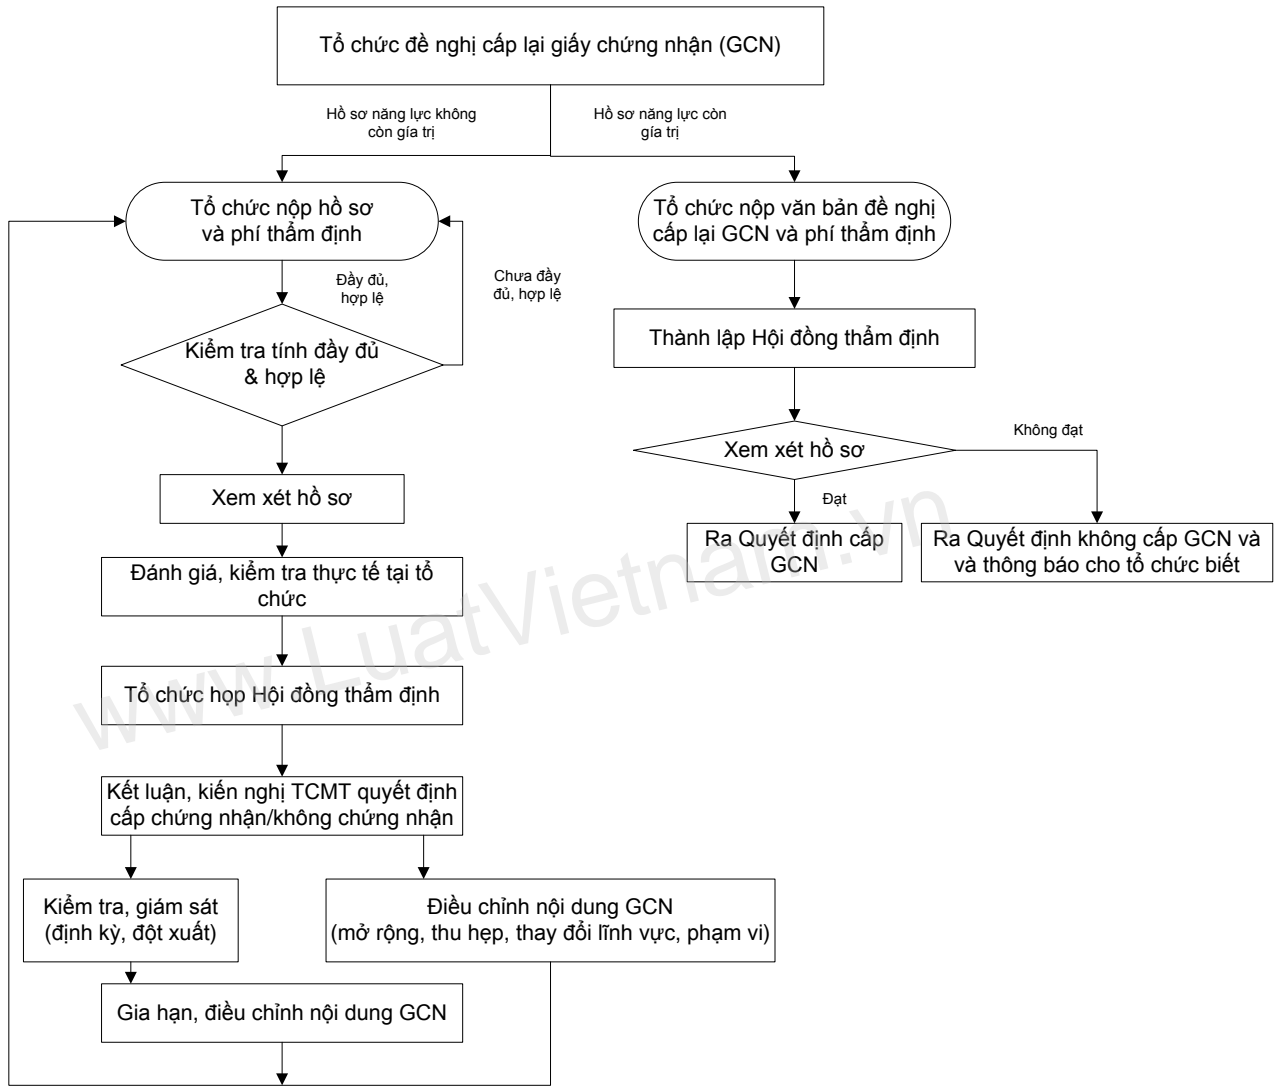 Tổ chức đề nghị cấp lại giấy chứng nhận (GCN)
Hồ sơ năng lực không
còn gía trị
Hồ sơ năng lực còn
gía trị
Tổ chức nộp hồ sơ
và phí thẩm định
Tổ chức nộp văn bản đề nghị
cấp lại GCN và phí thẩm định
Đầy đủ,
hợp lệ
Chưa đầy
đủ, hợp lệ
Kiểm tra tính đầy đủ
& hợp lệ
Thành lập Hội đồng thẩm định
Xem xét hồ sơ
Không đạt
Đạt
Xem xét hồ sơ
Ra Quyết định cấp
GCN
Ra Quyết định không cấp GCN và
và thông báo cho tổ chức biết
Đánh giá, kiểm tra thực tế tại tổ
chức
Tổ chức họp Hội đồng thẩm định
Kết luận, kiến nghị TCMT quyết định
cấp chứng nhận/không chứng nhận
Kiểm tra, giám sát
(định kỳ, đột xuất)
Điều chỉnh nội dung GCN
(mở rộng, thu hẹp, thay đổi lĩnh vực, phạm vi)
Gia hạn, điều chỉnh nội dung GCN
www.LuatVietnam.vn